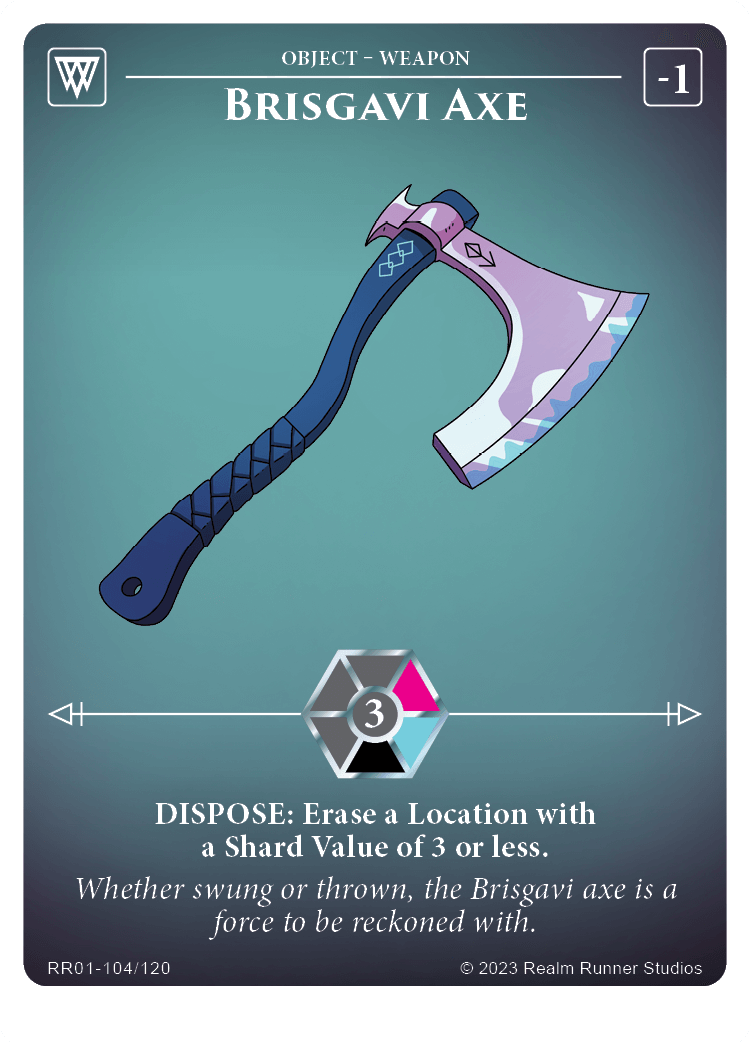 OBJECT – WEAPON
-1
Brisgavi Axe
3
DISPOSE: Erase a Location with
a Shard Value of 3 or less.
Whether swung or thrown, the Brisgavi axe is a
force to be reckoned with.
RR01-104/120
© 2023 Realm Runner Studios